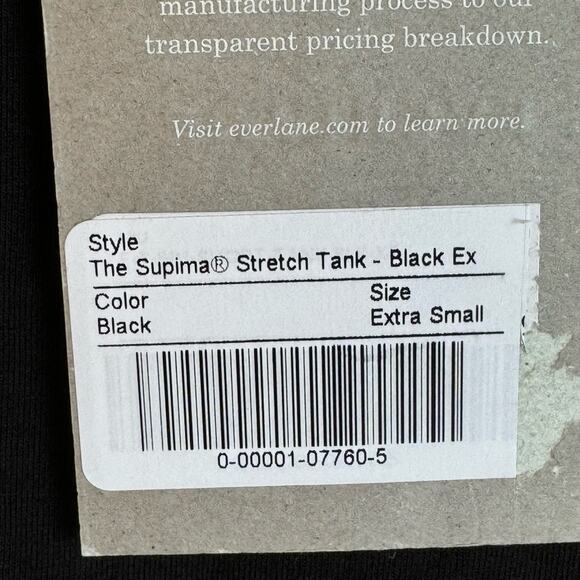 manufacturing process to our
transparent pricing breakdown.
Visit everlane.com to learn more.
Style
The Supima® Stretch Tank - Black Ex
Color Size
Black Extra Small
0-00001-07760-5